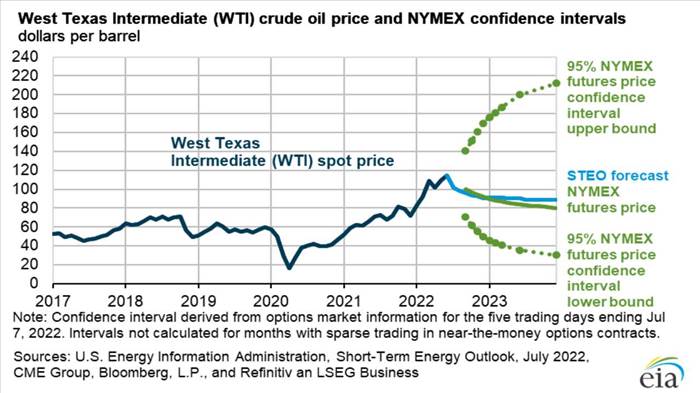 West Texas Intermediate (WTI) crude oil price and NYMEX confidence intervals
dollars per barrel
240
220
200
180
160
140
120
100
80
60
40
20
0
2017
2018
2019
2020
2021
2022
2023
West Texas
Intermediate (WTI) spot price
95% NYMEX
futures price
confidence
interval
upper bound
STEO forecast
NYMEX
futures price
95% NYMEX
futures price
confidence
interval
lower bound
Note: Confidence interval derived from options market information for the five trading days ending Jul
7, 2022. Intervals not calculated for months with sparse trading in near-the-money options contracts.
Sources: U.S. Energy Information Administration, Short-Term Energy Outlook, July 2022,
CME Group, Bloomberg, L.P., and Refinitiv an LSEG Business
eia